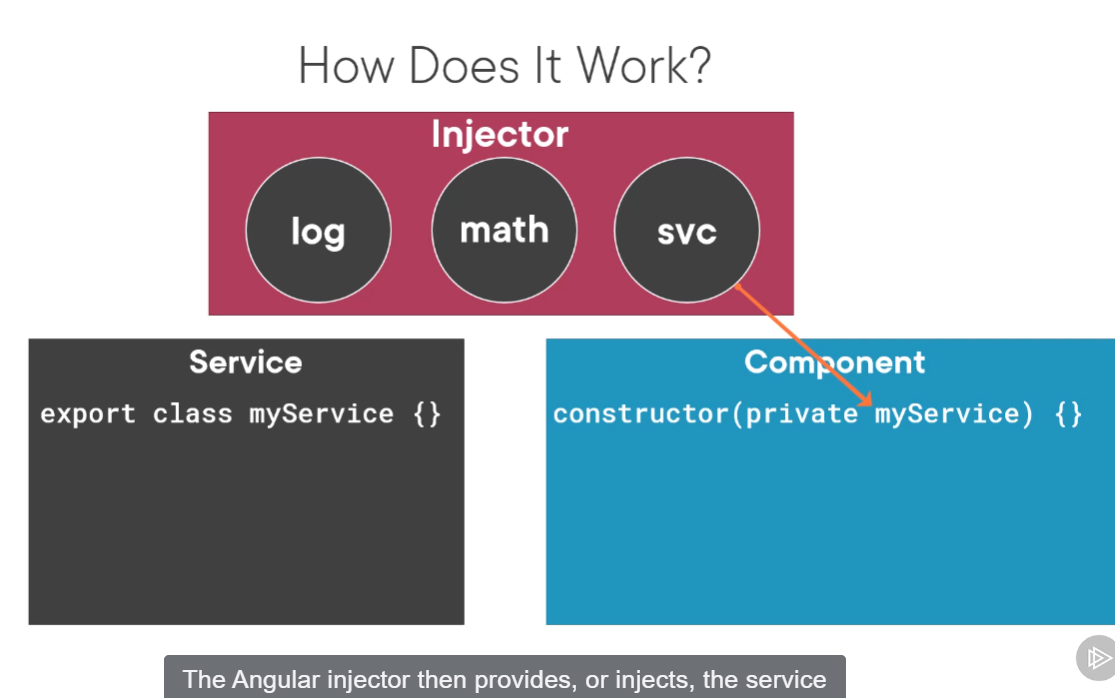 How Does It Work?
Injector
log
math
svc
Service
export class myService {}
Component
constructor(private myService) {}
The Angular injector then provides, or injects, the service